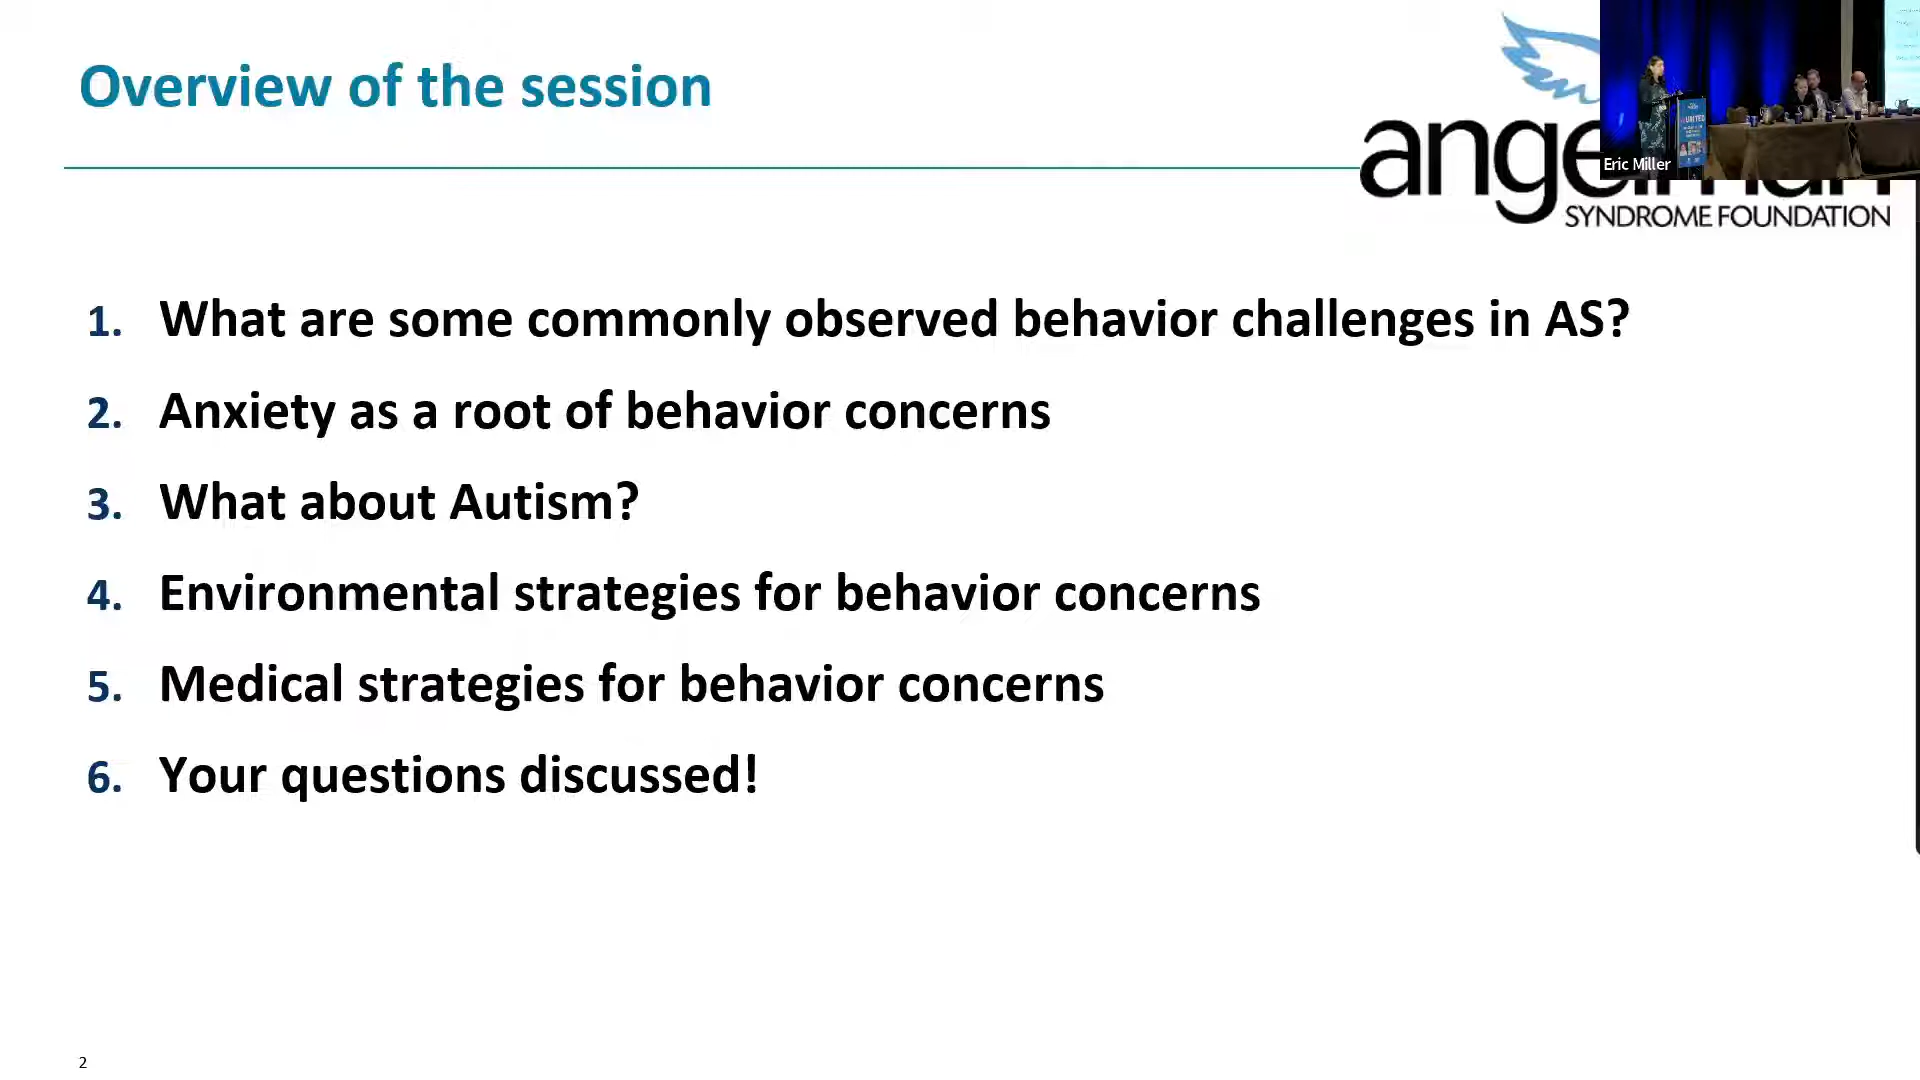 Overview of the session
Eric Miller
SYNDROME FOUNDATION
1. What are some commonly observed behavior challenges in AS?
2. Anxiety as a root of behavior concerns
3. What about Autism?
4. Environmental strategies for behavior concerns
5. Medical strategies for behavior concerns
6. Your questions discussed!
2